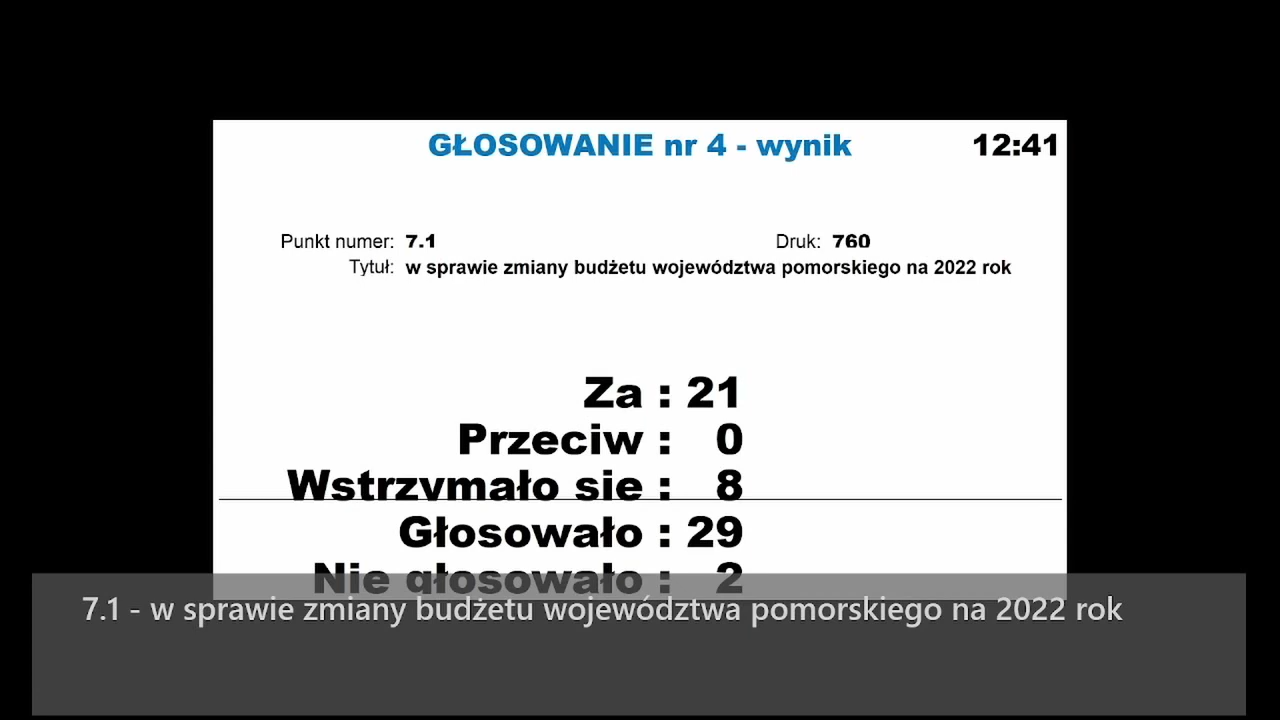 GŁOSOWANIE nr 4 - wynik 12:41
Punkt numer: 7.1 Druk: 760
Tytuł: w sprawie zmiany budżetu województwa pomorskiego na 2022 rok
Za : 21
Przeciw : 0
Wstrzymało sie : 8
Głosowało : 29
Nie głosowało : 2
7.1 - w sprawie zmiany budżetu województwa pomorskiego na 2022 rok